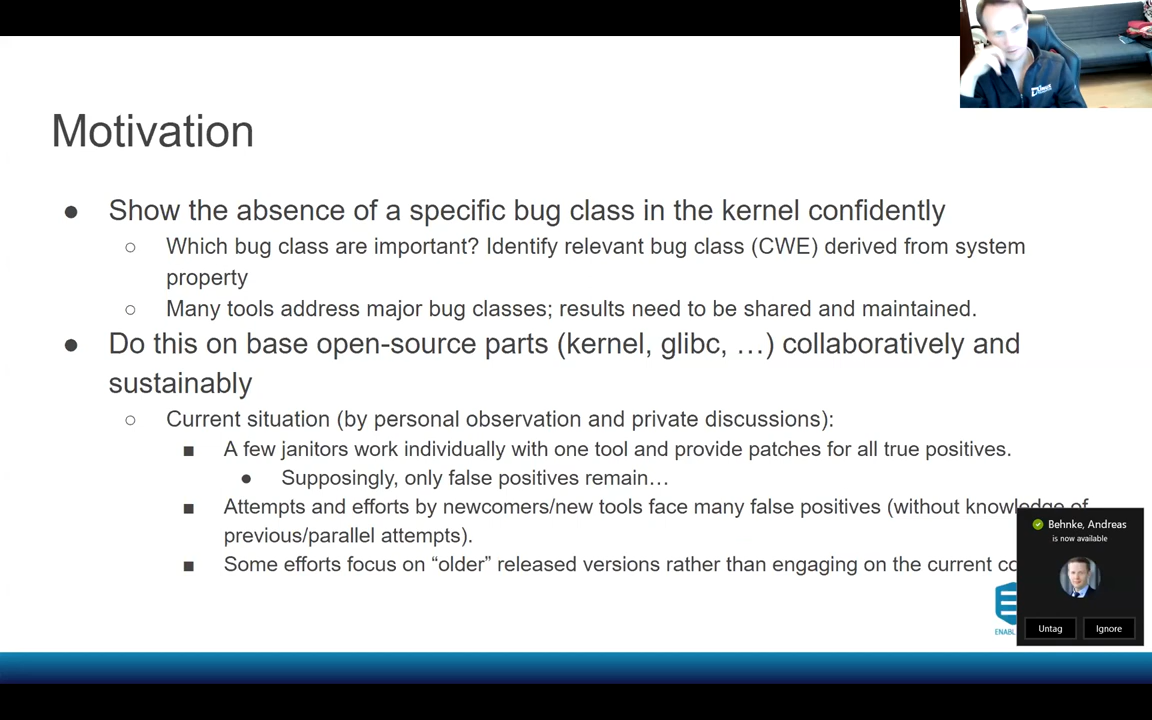 Motivation
● Show the absence of a specific bug class in the kernel confidently
○ Which bug class are important? Identify relevant bug class (CWE) derived from system
property
○ Many tools address major bug classes; results need to be shared and maintained.
● Do this on base open-source parts (kernel, glibc, …) collaboratively and
sustainably
○ Current situation (by personal observation and private discussions):
■ A few janitors work individually with one tool and provide patches for all true positives.
● Supposingly, only false positives remain…
■ Attempts and efforts by newcomers/new tools face many false positives (without knowledge of
previous/parallel attempts).
■ Some efforts focus on “older” released versions rather than engaging on the current
Behnke, Andreas
is now available
Untag Ignore
ENABL